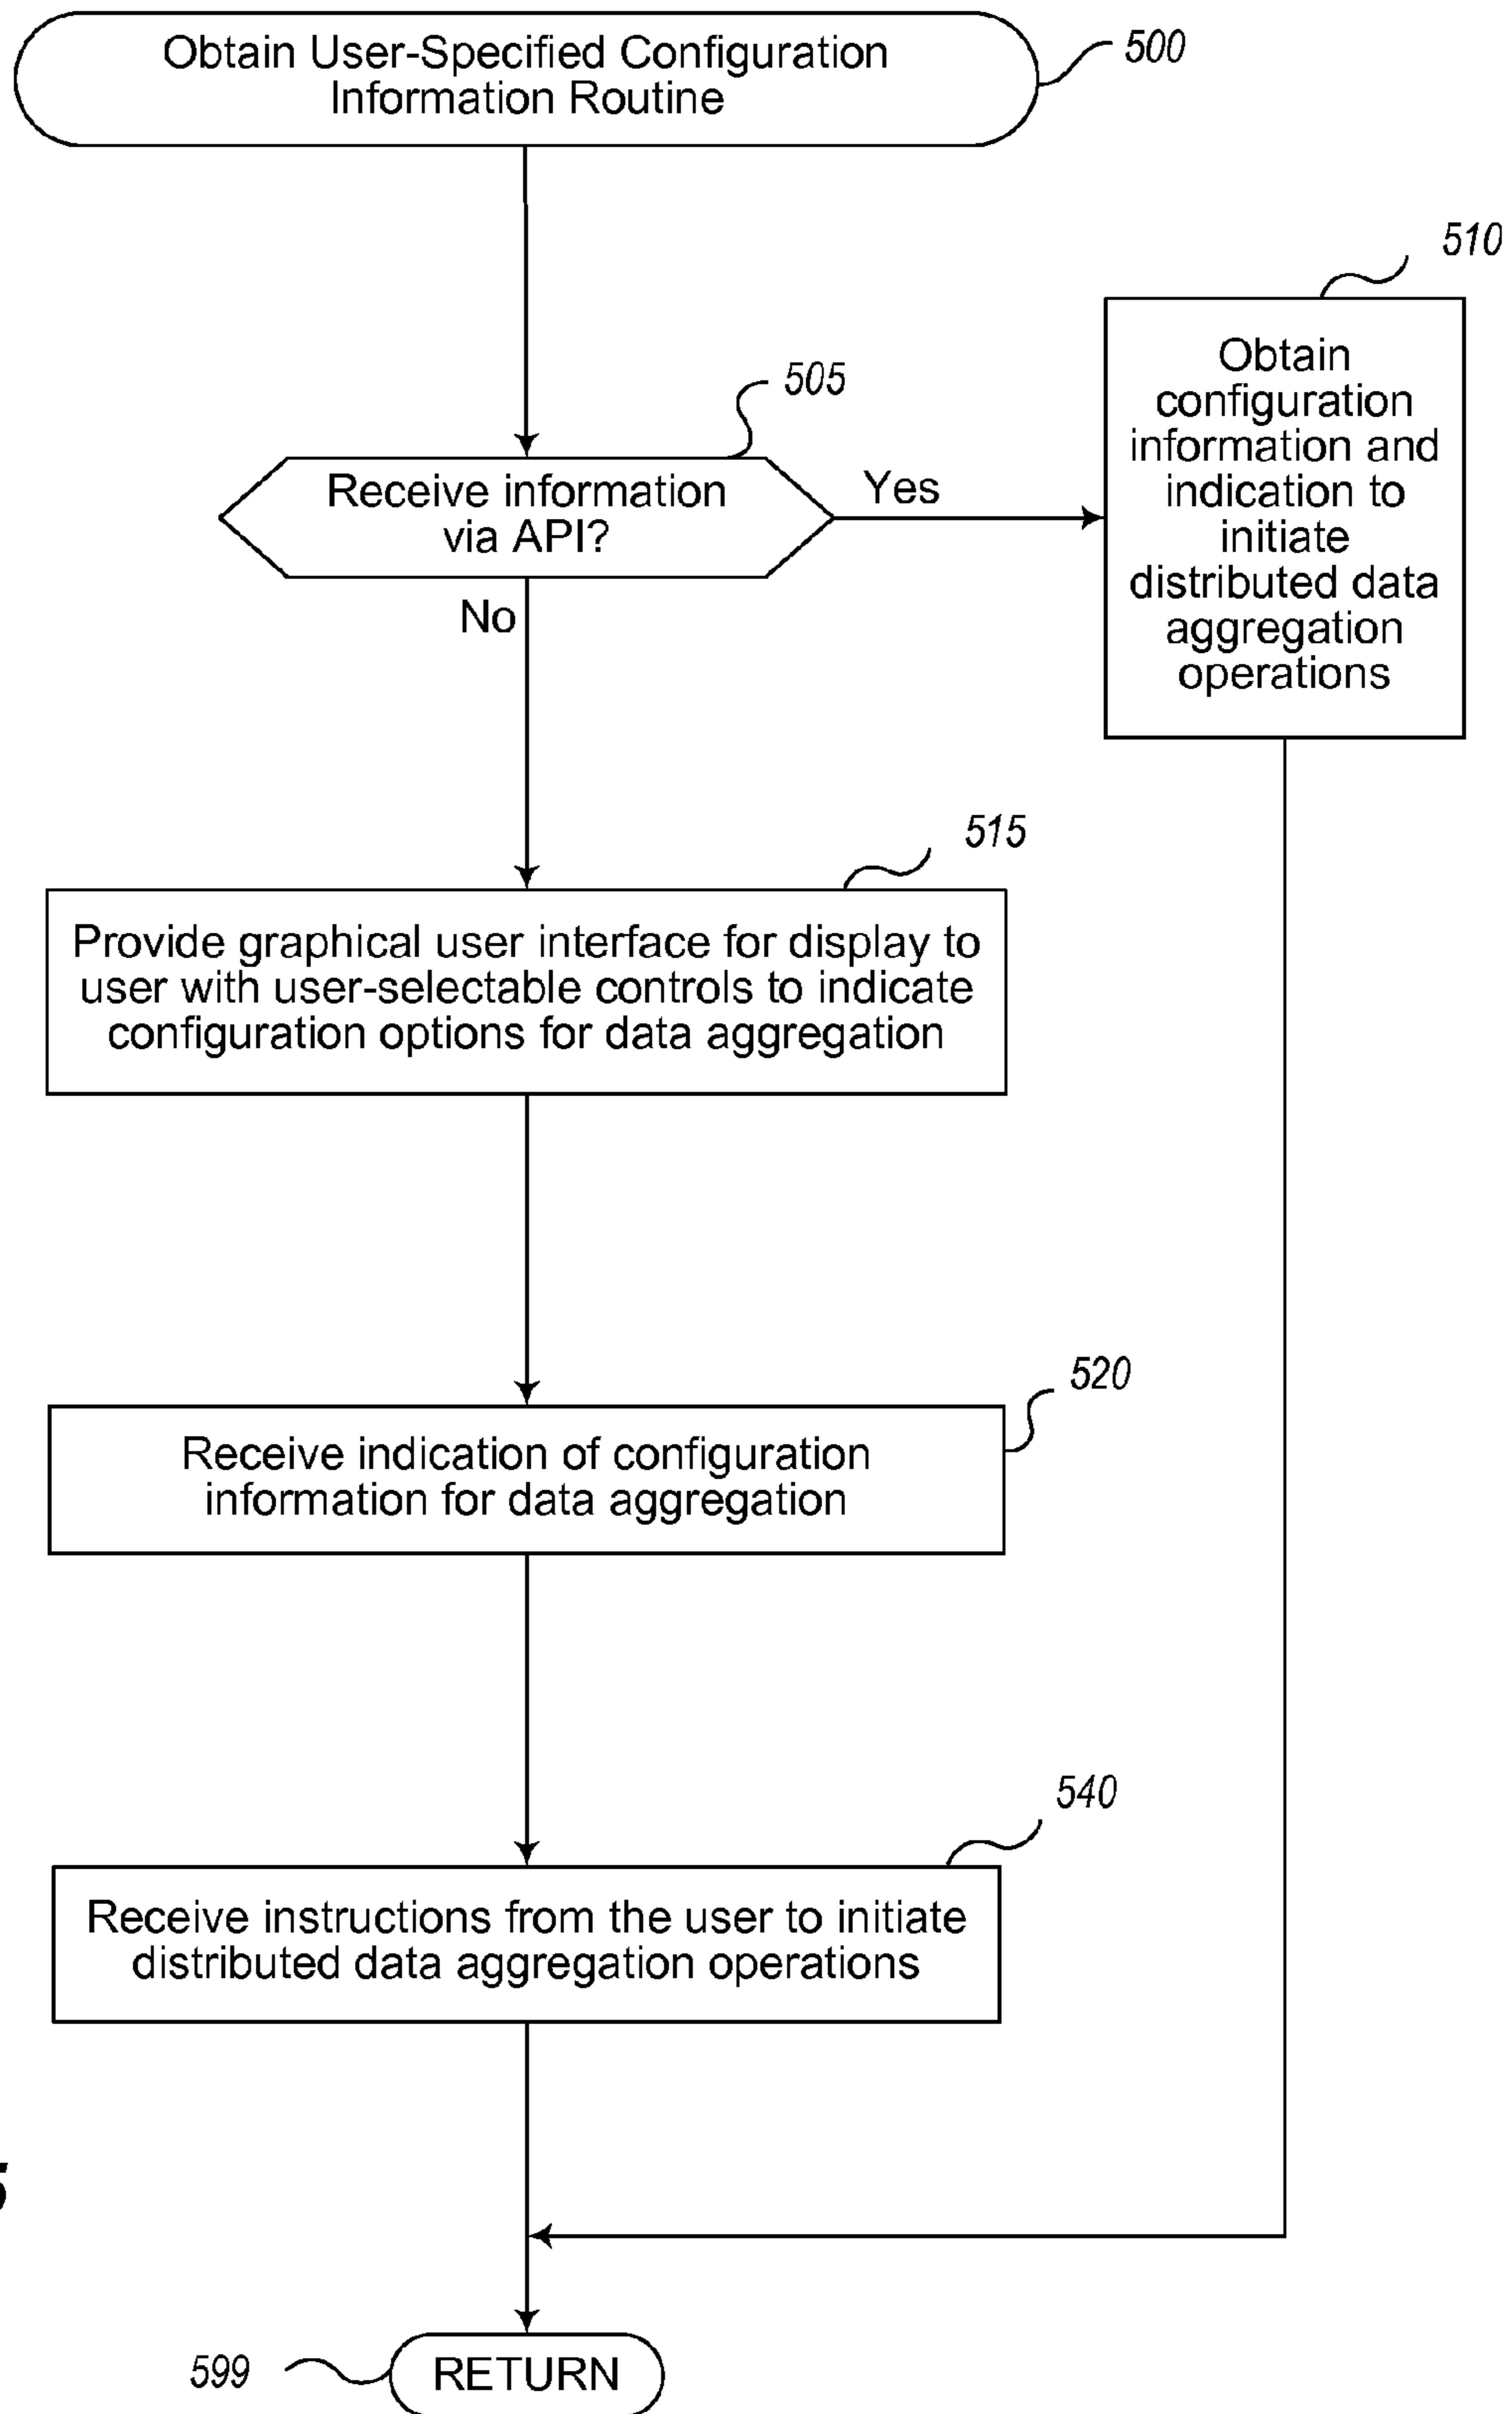 Obtain User-Specified Configuration
Information Routine
500
510
Obtain
configuration
information and
indication to
initiate
distributed data
aggregation
operations
505
Receive information
via API?
Yes
No
515
Provide graphical user interface for display to
user with user-selectable controls to indicate
configuration options for data aggregation
520
Receive indication of configuration
information for data aggregation
540
Receive instructions from the user to initiate
distributed data aggregation operations
599
RETURN